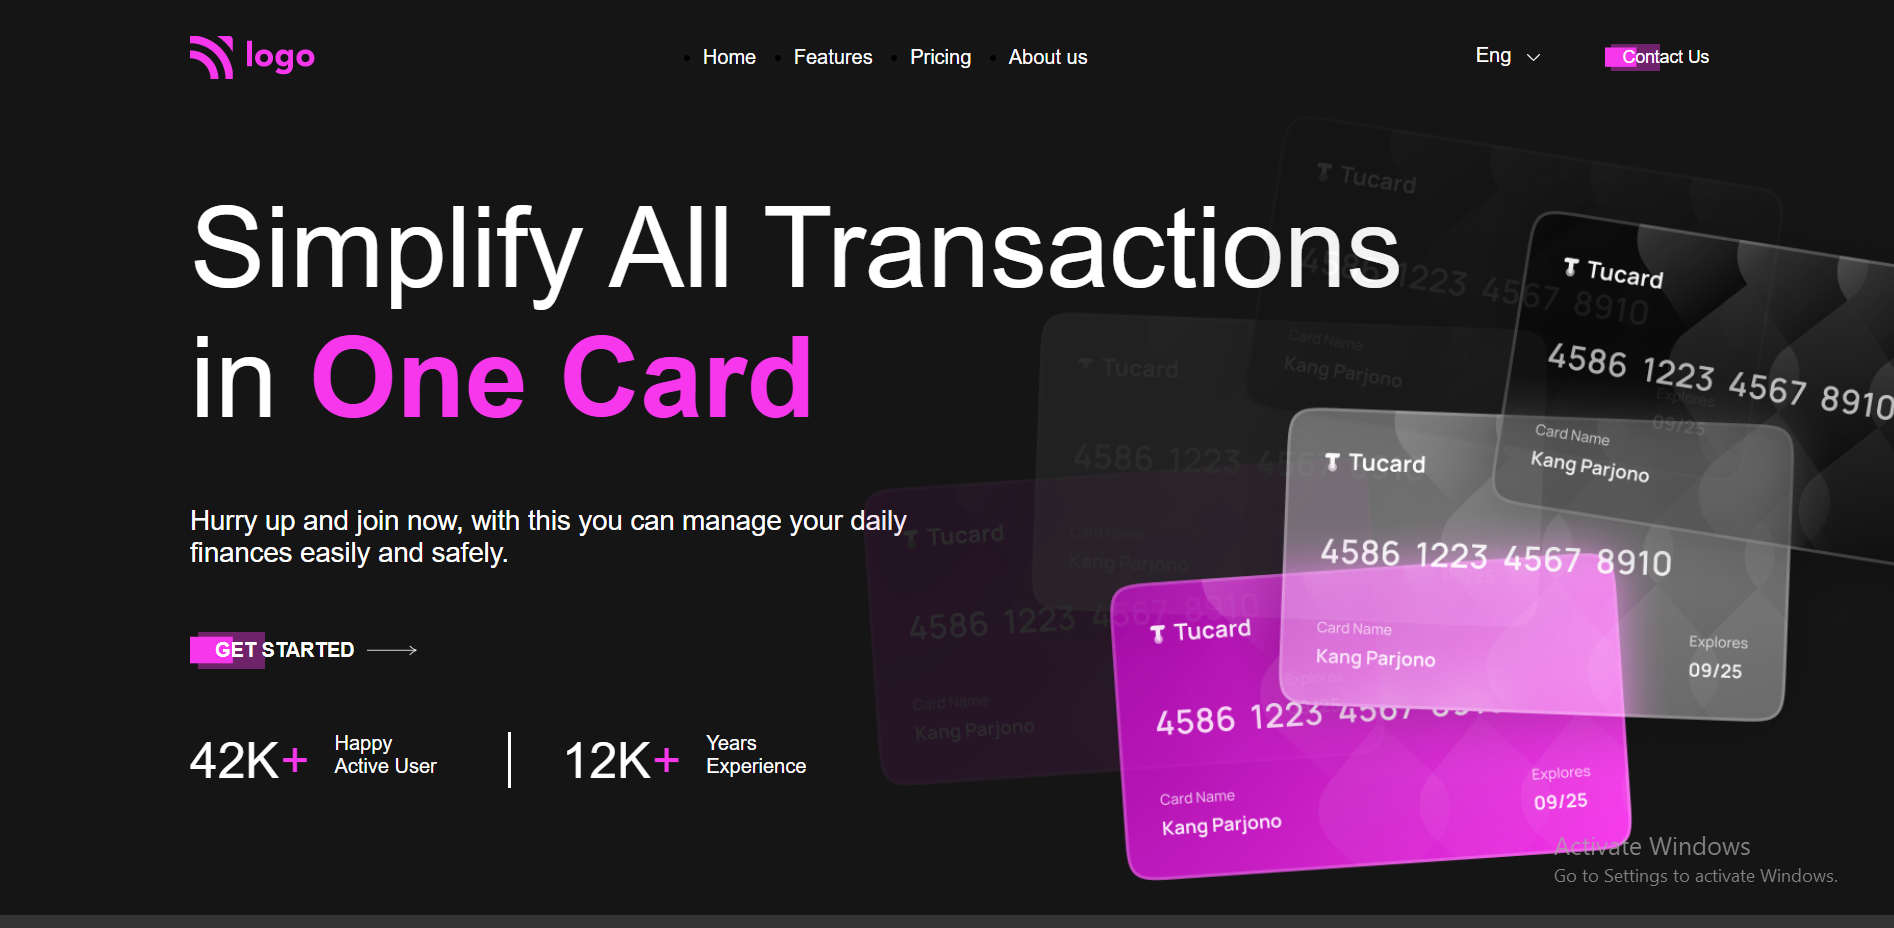 logo
Home
Features
Pricing
About us
Eng
Contact Us
Simplify All Transactions
in One Card
Hurry up and join now, with this you can manage your daily
finances easily and safely.
GET STARTED
42K+
Happy
Active User
12K+
Years
Experience
Tucard
4586 1223 4567 8910
Card Name
Kang Parjono
Explores
09/25
Tucard
4586 1223 4567 8910
Card Name
Kang Parjono
Tucard
4586 1223 4567
Card Name
Kang Parjono
Tucard
4586 1223 4567 8910
Card Name
Kang Parjono
Explores
Tucard
4586 1223 4567 8910
Card Name
Kang Parjono
Explores
09/25
Tucard
4586 1223 4567
Card Name
Kang Parjono
Explores
09/25
Activate Windows
Go to Settings to activate Windows.